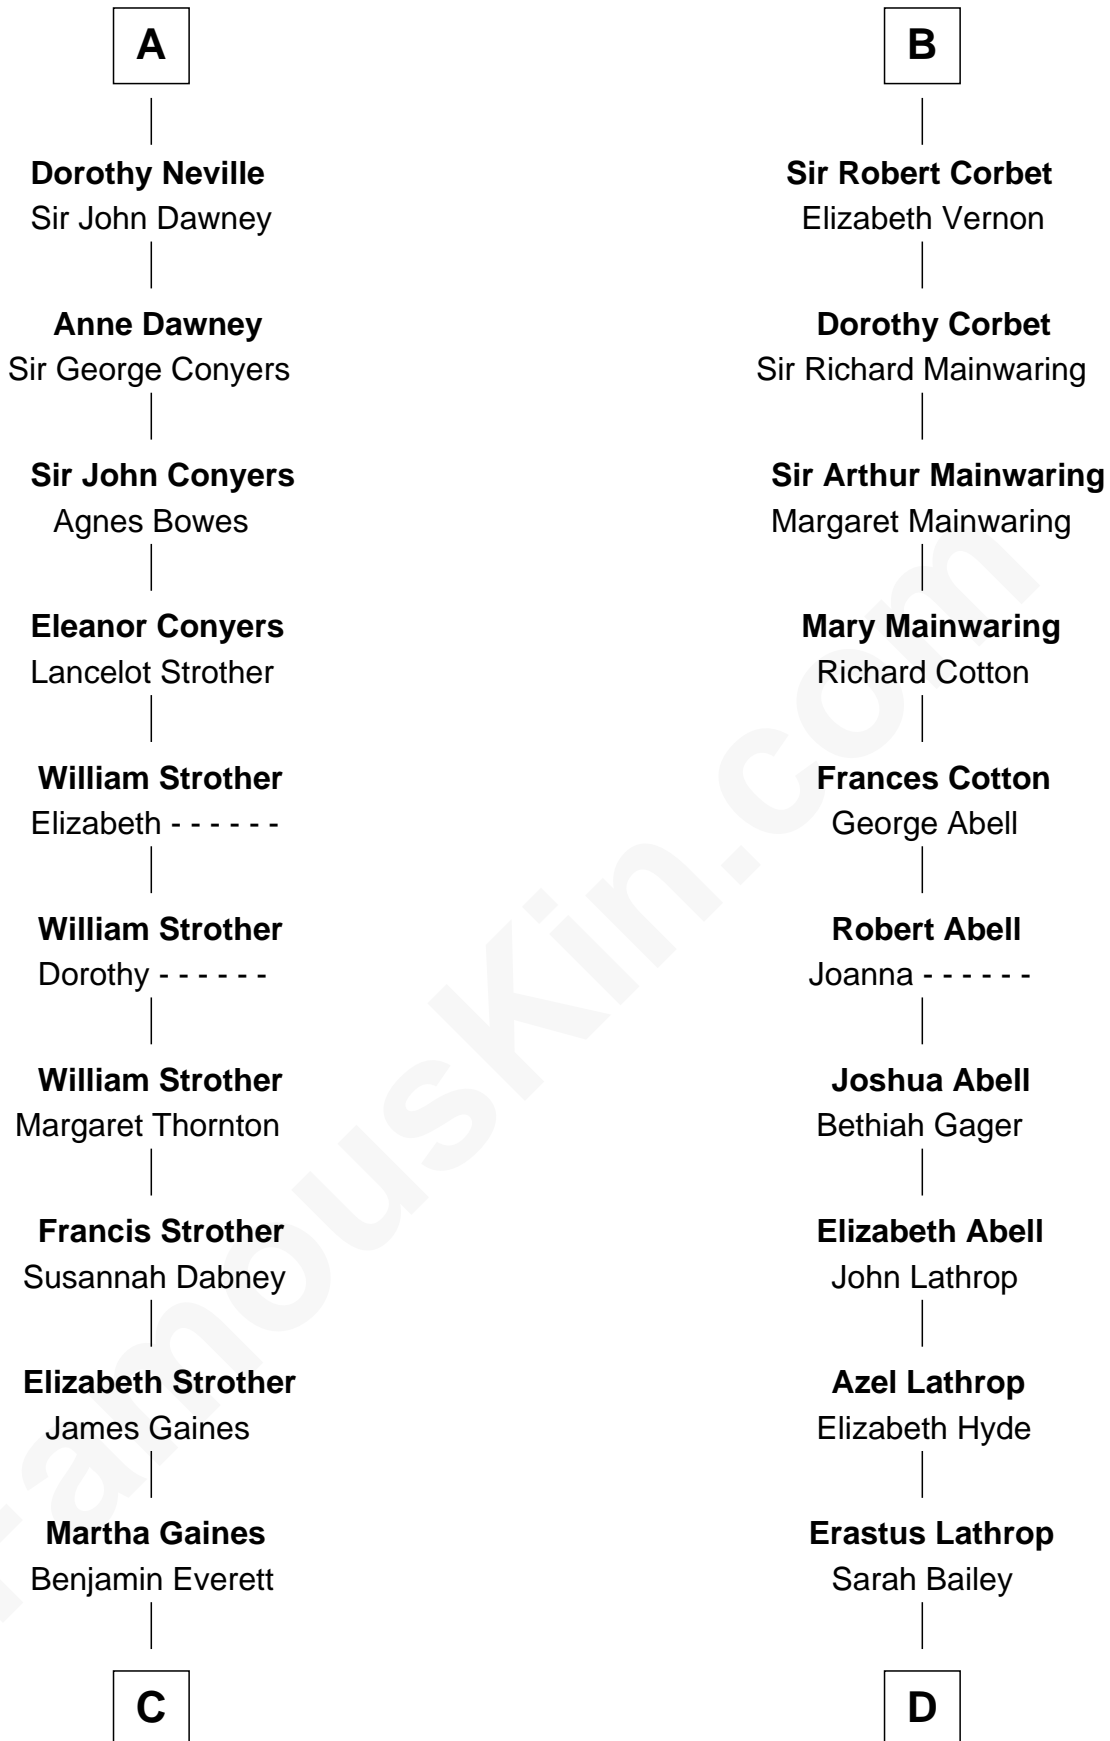 A
Dorothy Neville
Sir John Dawney
Anne Dawney
Sir George Conyers
Sir John Conyers
Agnes Bowes
Eleanor Conyers
Lancelot Strother
William Strother
Elizabeth - - - - - -
William Strother
Dorothy - - - - - -
William Strother
Margaret Thornton
Francis Strother
Susannah Dabney
Elizabeth Strother
James Gaines
Martha Gaines
Benjamin Everett
C
B
Sir Robert Corbet
Elizabeth Vernon
Dorothy Corbet
Sir Richard Mainwaring
Sir Arthur Mainwaring
Margaret Mainwaring
Mary Mainwaring
Richard Cotton
Frances Cotton
George Abell
Robert Abell
Joanna - - - - - -
Joshua Abell
Bethiah Gager
Elizabeth Abell
John Lathrop
Azel Lathrop
Elizabeth Hyde
Erastus Lathrop
Sarah Bailey
D
FamousKin.com